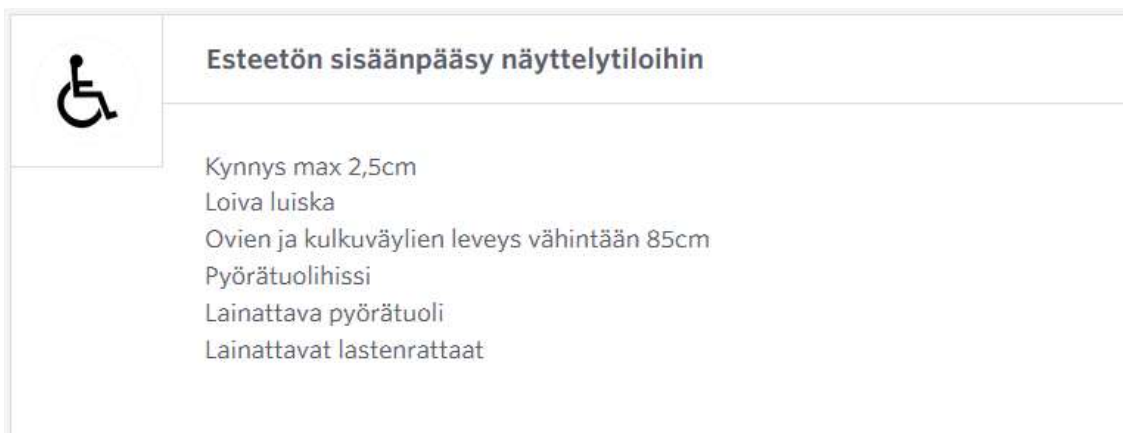 Esteetön sisäänpääsy näyttelytiloihin
Kynnys max 2,5cm
Loiva luiska
Ovien ja kulkuväylien leveys vähintään 85cm
Pyörätuolihissi
Lainattava pyörätuoli
Lainattavat lastenrattaat